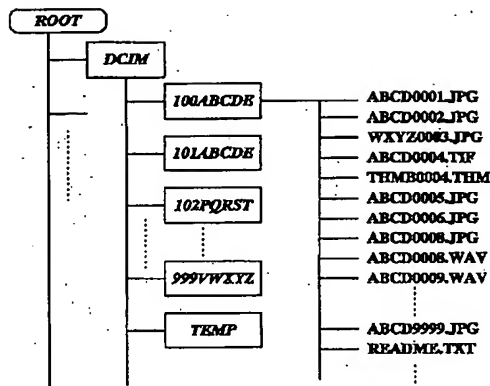 ROOT
DCIM
100ABCDE
101ABCDE
102PQRST
999VWXYZ
TEMP
ABCD0001.JPG
ABCD0002.JPG
WXYZ0003.JPG
ABCD0004.TIF
THMB0004.THM
ABCD0005.JPG
ABCD0006.JPG
ABCD0008.JPG
ABCD0008.WAV
ABCD0009.WAV
ABCD9999.JPG
README.TXT